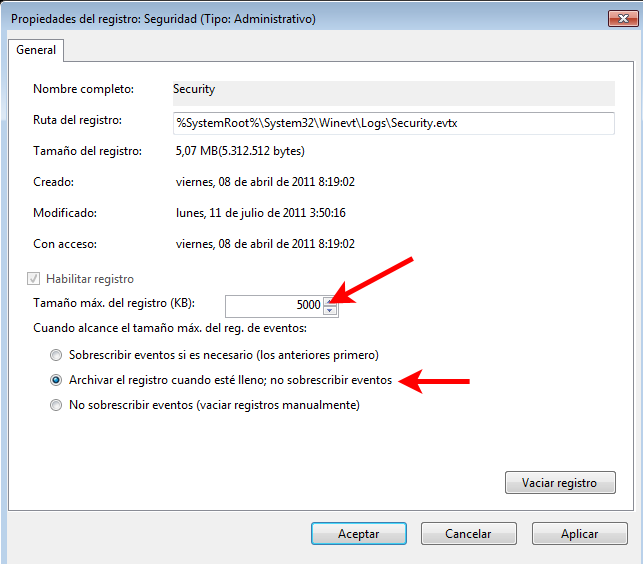 Propiedades del registro: Seguridad (Tipo: Administrativo)
General
Nombre completo: Security
Ruta del registro: %SystemRoot%\System32\Winevt\Logs\Security.evtx
Tamaño del registro: 5,07 MB(5.312.512 bytes)
Creado: viernes, 08 de abril de 2011 8:19:02
Modificado: lunes, 11 de julio de 2011 3:50:16
Con acceso: viernes, 08 de abril de 2011 8:19:02
Habilitar registro
Tamaño máx. del registro (KB): 5000
Cuando alcance el tamaño máx. del reg. de eventos:
Sobrescribir eventos si es necesario (los anteriores primero)
Archivar el registro cuando esté lleno; no sobrescribir eventos
No sobrescribir eventos (vaciar registros manualmente)
Vaciar registro
Aceptar Cancelar Aplicar